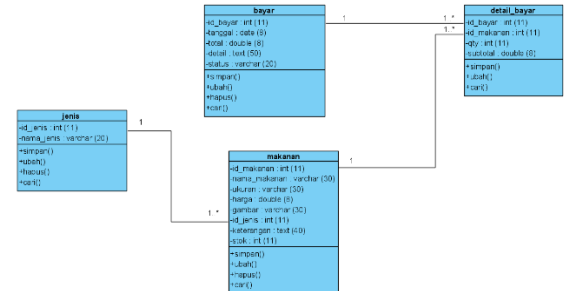 bayar
-id_bayar : int (11)
-tanggal : date (8)
-total : double (8)
-detail : text (50)
-status : varchar (20)
+simpan()
+ubah()
+hapus()
+cari()
1
1..*
detail_bayar
-id_bayar : int (11)
-id_makanan : int (11)
-qty : int (11)
-subtotal : double (8)
+simpan()
+ubah()
+cari()
1..*
jenis
-id_jenis : int (11)
-nama_jenis : varchar (20)
+simpan()
+ubah()
+hapus()
+cari()
1
1..*
makanan
-id_makanan : int (11)
-nama_makanan : varchar (30)
-ukuran : varchar (30)
-harga : double (8)
-gambar : varchar (30)
-id_jenis : int (11)
-keterangan : text (40)
-stok : int (11)
+simpan()
+ubah()
+hapus()
+cari()
1